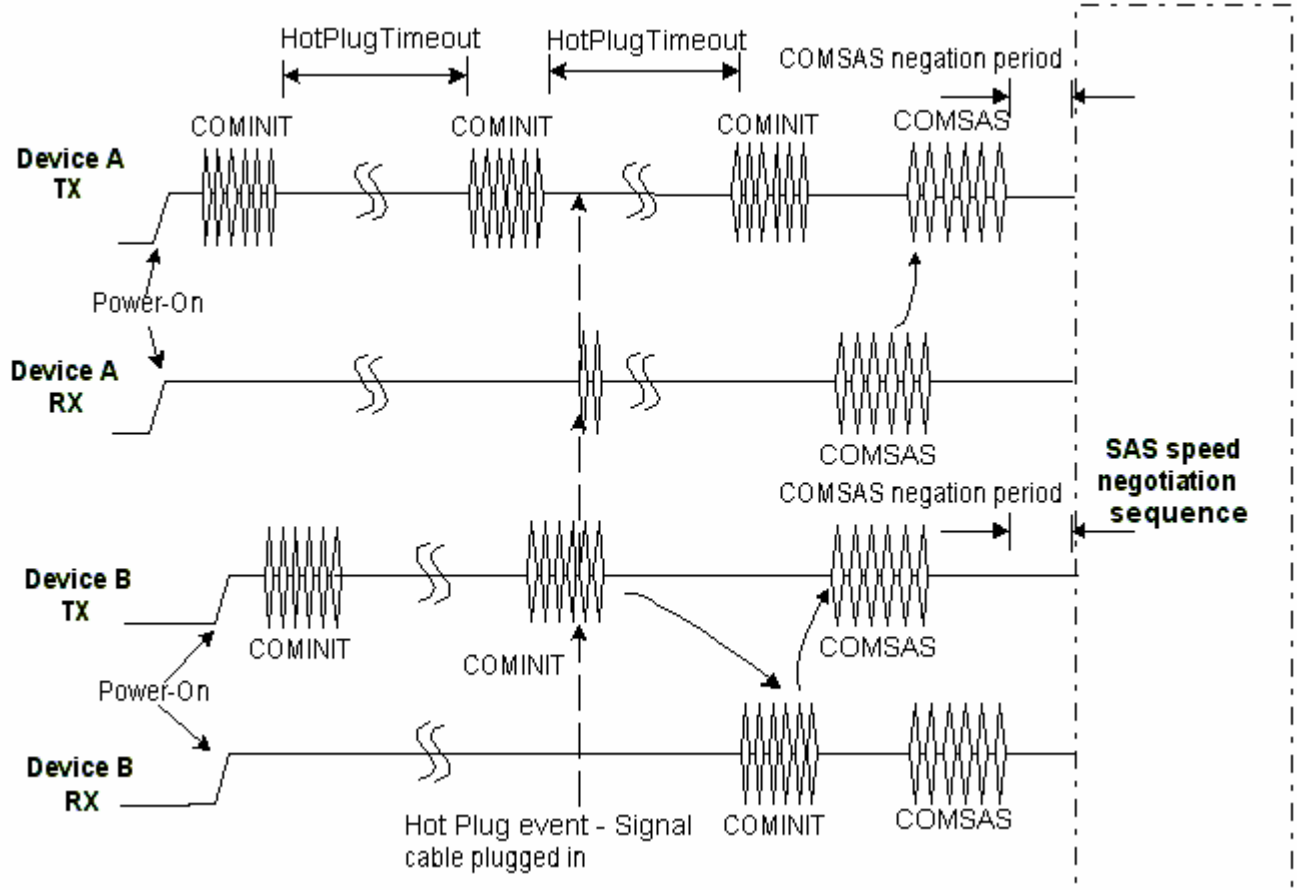 HotPlugTimeout
HotPlugTimeout
COMSAS negation period
COMINIT
COMINIT
COMINIT
COMSAS
Device A
TX
Power-On
Device A
RX
COMSAS
SAS speed
negotiation
sequence
COMSAS negation period
Device B
TX
COMINIT
COMINIT
COMSAS
Power-On
Device B
RX
Hot Plug event - Signal
cable plugged in
COMINIT
COMSAS